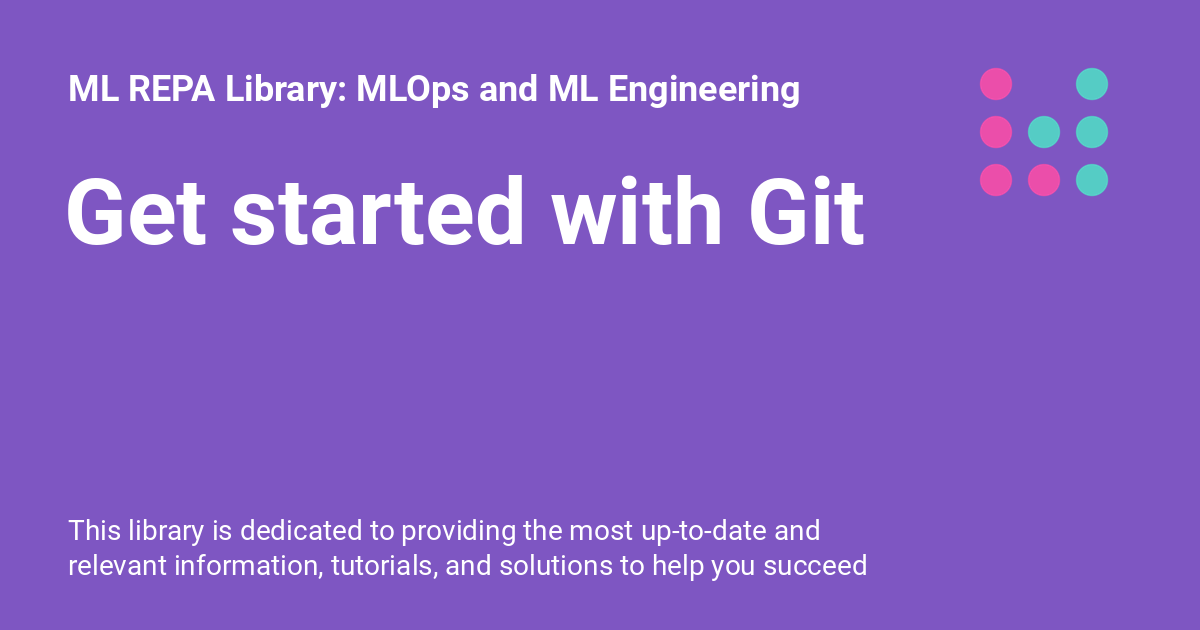 ML REPA Library: MLOps and ML Engineering
Get started with Git
This library is dedicated to providing the most up-to-date and
relevant information, tutorials, and solutions to help you succeed